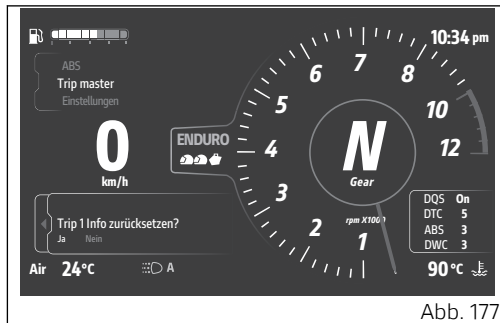 10:34 pm
ABS
Trip master
Einstellungen
0
km/h
ENDURO
1
2
3
4
5
6
7
8
10
12
rpm X1000
N
Gear
Trip 1 Info zurücksetzen?
Ja Nein
DQS On
DTC 5
ABS 3
DWC 3
Air 24°C
A
90°C
Abb. 177